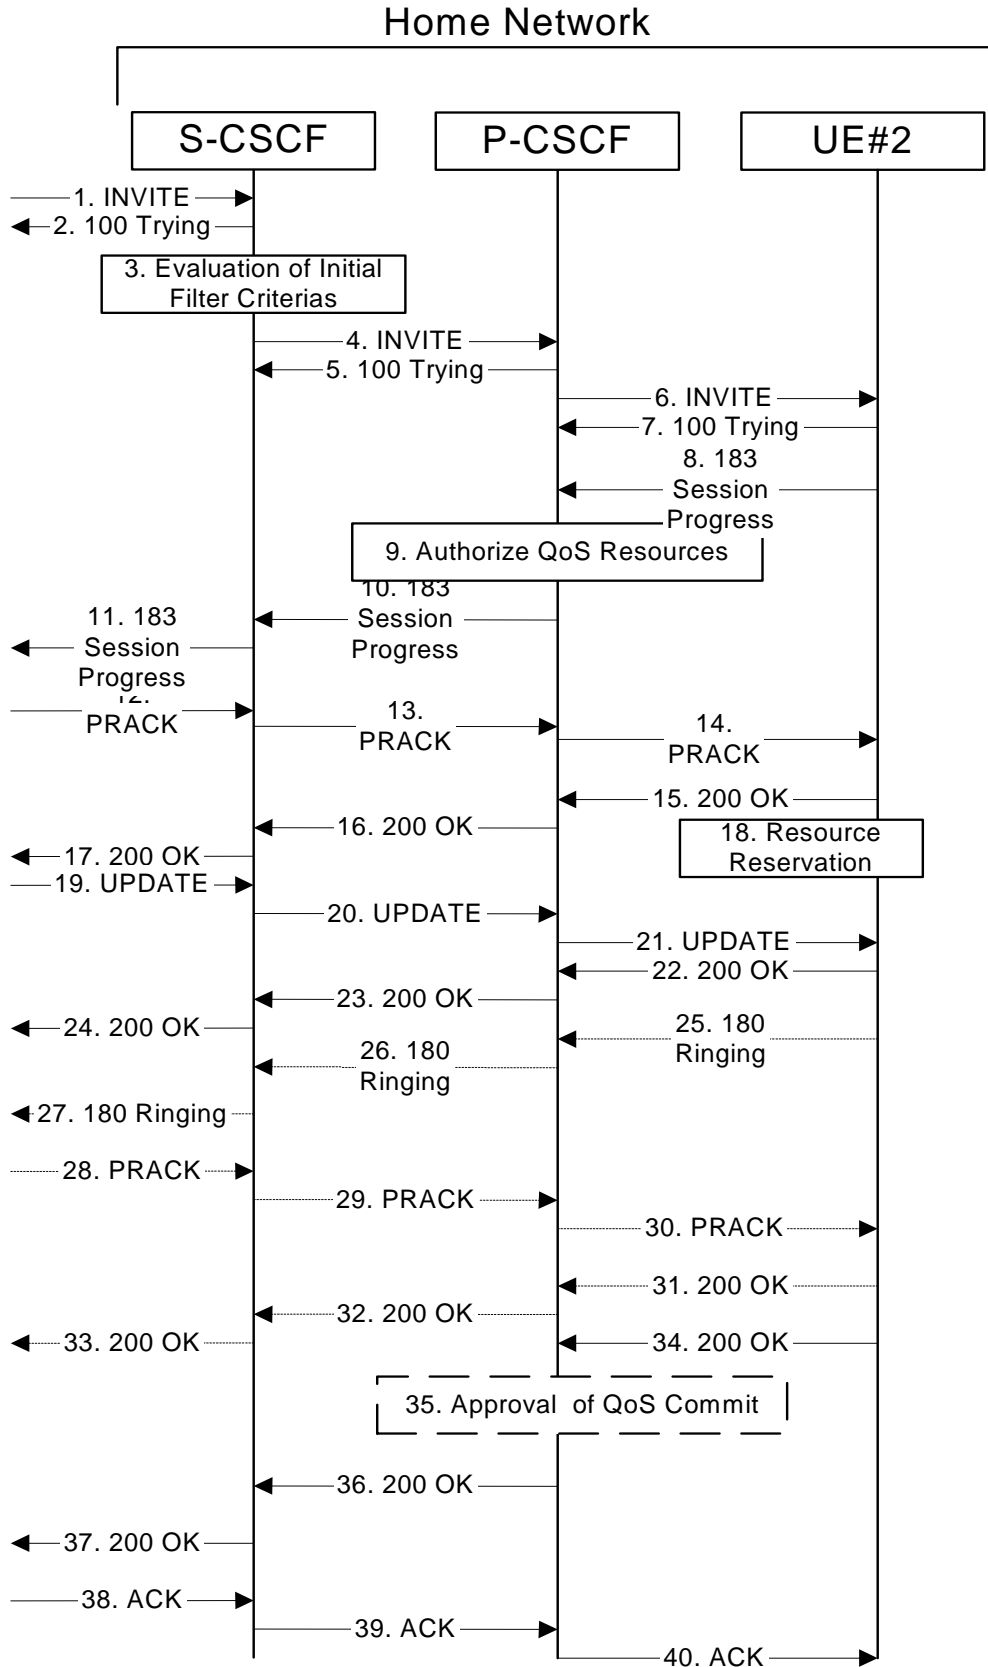 Home Network
S-CSCF
P-CSCF
UE#2
1. INVITE
2. 100 Trying
3. Evaluation of Initial
Filter Criterias
4. INVITE
5. 100 Trying
6. INVITE
7. 100 Trying
8. 183
Session
Progress
9. Authorize QoS Resources
10. 183
Session
Progress
11. 183
Session
Progress
12.
PRACK
13.
PRACK
14.
PRACK
15. 200 OK
16. 200 OK
17. 200 OK
18. Resource
Reservation
19. UPDATE
20. UPDATE
21. UPDATE
22. 200 OK
23. 200 OK
24. 200 OK
25. 180
Ringing
26. 180
Ringing
27. 180 Ringing
28. PRACK
29. PRACK
30. PRACK
31. 200 OK
32. 200 OK
33. 200 OK
34. 200 OK
35. Approval of QoS Commit
36. 200 OK
37. 200 OK
38. ACK
39. ACK
40. ACK